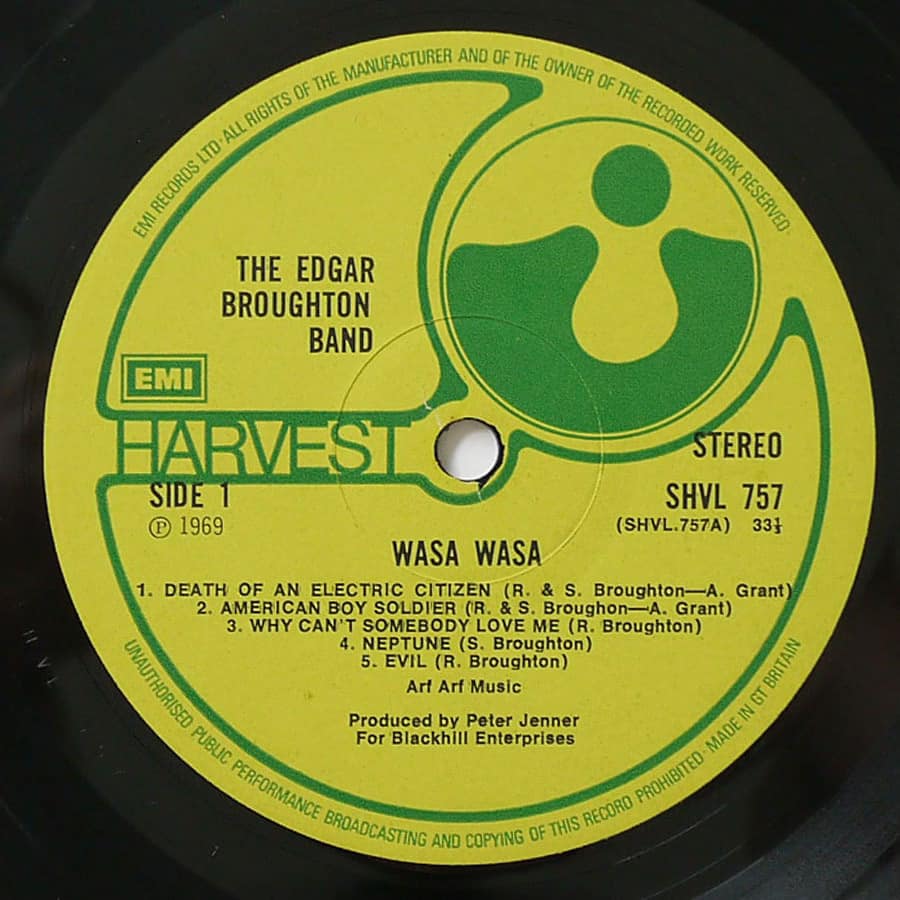 EMI RECORDS LTD·ALL RIGHTS OF THE MANUFACTURER AND OF THE OWNER OF THE RECORDED WORK RESERVED·
THE EDGAR
BROUGHTON
BAND
EMI
HARVEST
STEREO
SIDE 1
SHVL 757
℗ 1969
(SHVL.757A) 33⅓
WASA WASA
1. DEATH OF AN ELECTRIC CITIZEN (R. & S. Broughton—A. Grant)
2. AMERICAN BOY SOLDIER (R. & S. Broughon—A. Grant)
3. WHY CAN'T SOMEBODY LOVE ME (R. Broughton)
4. NEPTUNE (S. Broughton)
5. EVIL (R. Broughton)
Arf Arf Music
Produced by Peter Jenner
For Blackhill Enterprises
UNAUTHORISED PUBLIC PERFORMANCE BROADCASTING AND COPYING OF THIS RECORD PROHIBITED·MADE IN GT BRITAIN